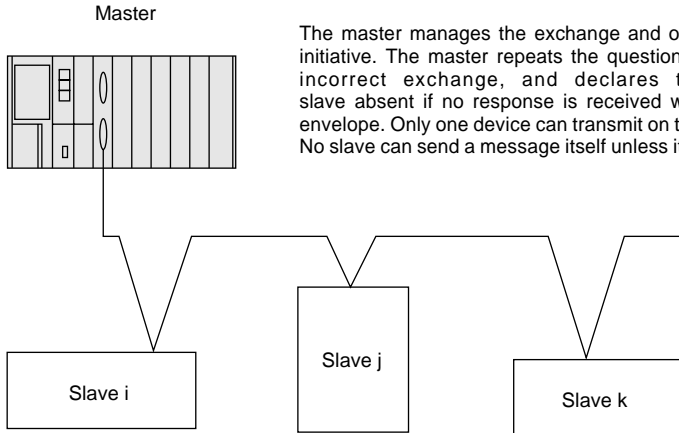 Master
The master manages the exchange and o
initiative. The master repeats the question
incorrect exchange, and declares t
slave absent if no response is received w
envelope. Only one device can transmit on t
No slave can send a message itself unless i
Slave i
Slave j
Slave k